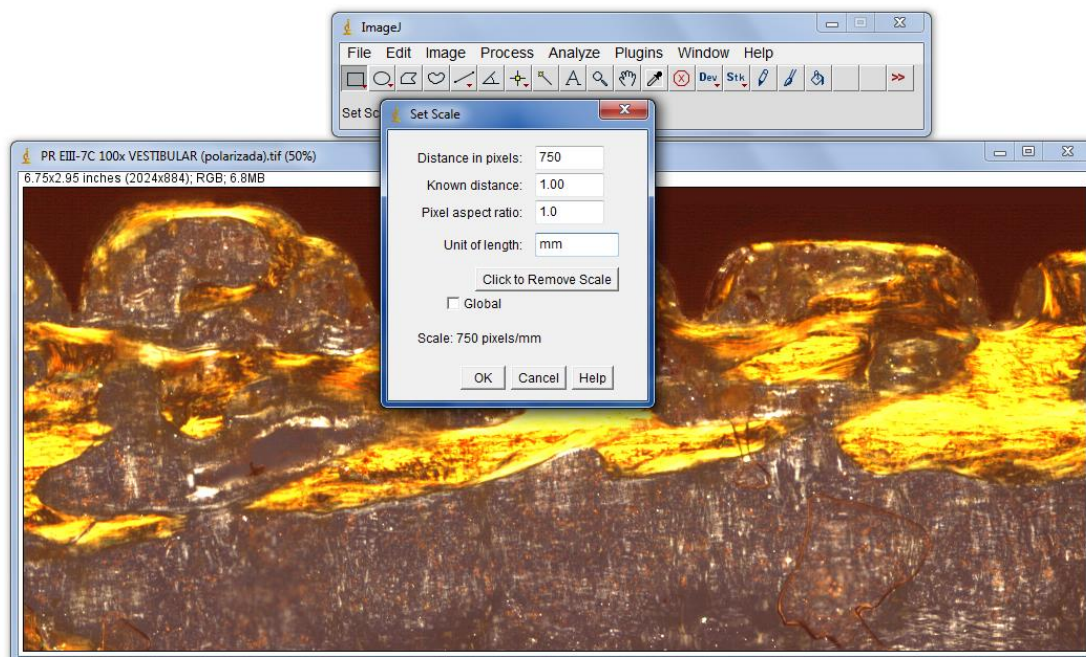 ImageJ
File Edit Image Process Analyze Plugins Window Help
Dev Stk >>
Set Sc
Set Scale
Distance in pixels: 750
Known distance: 1.00
Pixel aspect ratio: 1.0
Unit of length: mm
Click to Remove Scale
Global
Scale: 750 pixels/mm
OK Cancel Help
PR EIII-7C 100x VESTIBULAR (polarizada).tif (50%)
6.75x2.95 inches (2024x884); RGB; 6.8MB